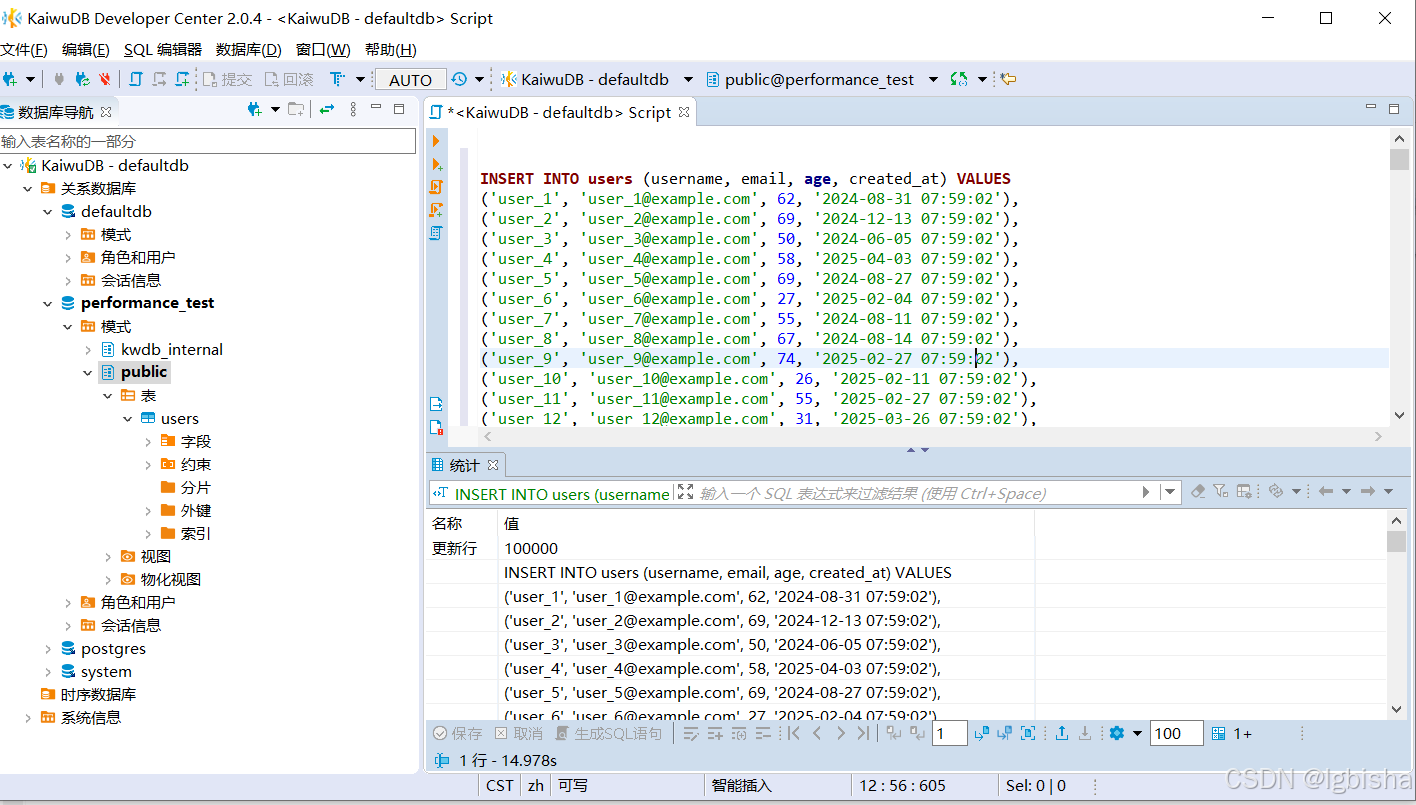 KaiwuDB Developer Center 2.0.4 - <KaiwuDB - defaultdb> Script
文件(F) 编辑(E) SQL 编辑器 数据库(D) 窗口(W) 帮助(H)
提交 回滚 AUTO KaiwuDB - defaultdb public@performance_test
数据库导航
输入表名称的一部分
KaiwuDB - defaultdb
关系数据库
defaultdb
模式
角色和用户
会话信息
performance_test
模式
kwdb_internal
public
表
users
字段
约束
分片
外键
索引
视图
物化视图
角色和用户
会话信息
postgres
system
时序数据库
系统信息
*<KaiwuDB - defaultdb> Script
INSERT INTO users (username, email, age, created_at) VALUES
('user_1', 'user_1@example.com', 62, '2024-08-31 07:59:02'),
('user_2', 'user_2@example.com', 69, '2024-12-13 07:59:02'),
('user_3', 'user_3@example.com', 50, '2024-06-05 07:59:02'),
('user_4', 'user_4@example.com', 58, '2025-04-03 07:59:02'),
('user_5', 'user_5@example.com', 69, '2024-08-27 07:59:02'),
('user_6', 'user_6@example.com', 27, '2025-02-04 07:59:02'),
('user_7', 'user_7@example.com', 55, '2024-08-11 07:59:02'),
('user_8', 'user_8@example.com', 67, '2024-08-14 07:59:02'),
('user_9', 'user_9@example.com', 74, '2025-02-27 07:59:02'),
('user_10', 'user_10@example.com', 26, '2025-02-11 07:59:02'),
('user_11', 'user_11@example.com', 55, '2025-02-27 07:59:02'),
('user_12', 'user_12@example.com', 31, '2025-03-26 07:59:02'),
统计
INSERT INTO users (username 输入一个 SQL 表达式来过滤结果 (使用 Ctrl+Space)
名称 值
更新行 100000
INSERT INTO users (username, email, age, created_at) VALUES
('user_1', 'user_1@example.com', 62, '2024-08-31 07:59:02'),
('user_2', 'user_2@example.com', 69, '2024-12-13 07:59:02'),
('user_3', 'user_3@example.com', 50, '2024-06-05 07:59:02'),
('user_4', 'user_4@example.com', 58, '2025-04-03 07:59:02'),
('user_5', 'user_5@example.com', 69, '2024-08-27 07:59:02'),
('user_6', 'user_6@example.com', 27, '2025-02-04 07:59:02'),
保存 取消 生成SQL语句 1 100 1+
1 行 - 14.978s
CST zh 可写 智能插入 12 : 56 : 605 Sel: 0 | 0
CSDN @lgbisha